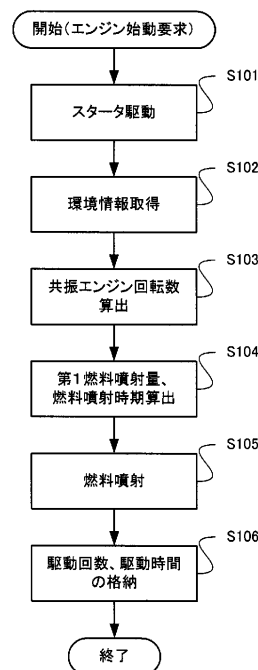 開始(エンジン始動要求)
S101
スタータ駆動
S102
環境情報取得
S103
共振エンジン回転数
算出
S104
第1燃料噴射量、
燃料噴射時期算出
S105
燃料噴射
S106
駆動回数、駆動時間
の格納
終了